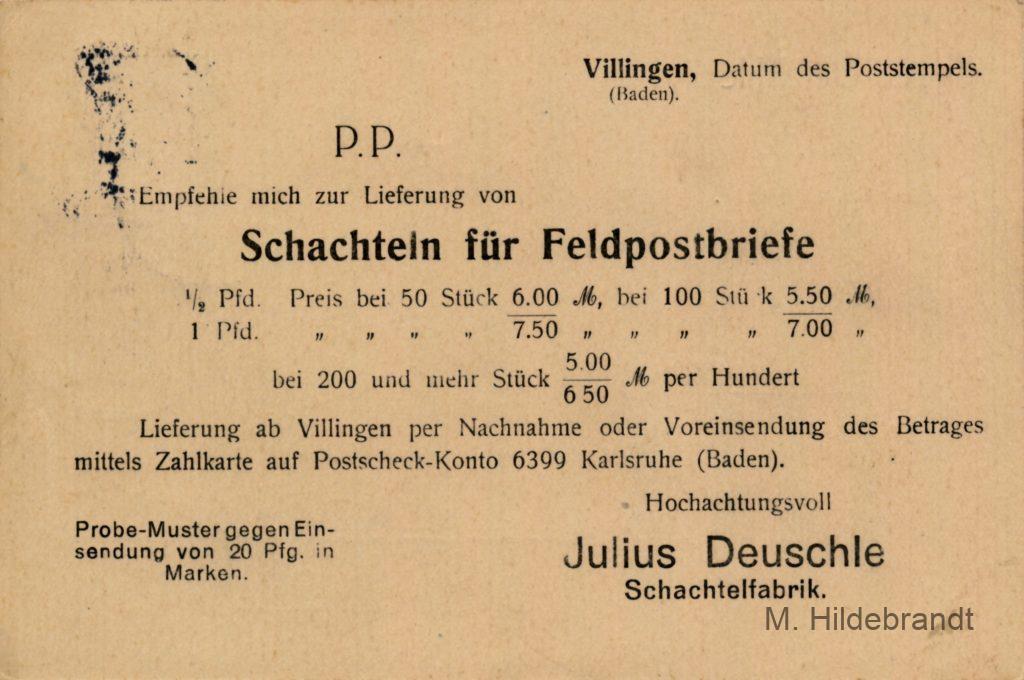 Villingen, Datum des Poststempels.
(Baden).
P. P.
Empfehle mich zur Lieferung von
Schachteln für Feldpostbriefe
1/2 Pfd. Preis bei 50 Stück 6.00 ℳ, bei 100 Stü k 5.50 ℳ,
1 Pfd. „ „ „ „ 7.50 „ „ „ „ 7.00 „
bei 200 und mehr Stück 5.00/6 50 ℳ per Hundert
Lieferung ab Villingen per Nachnahme oder Voreinsendung des Betrages
mittels Zahlkarte auf Postscheck-Konto 6399 Karlsruhe (Baden).
Hochachtungsvoll
Probe-Muster gegen Ein-
sendung von 20 Pfg. in
Marken.
Julius Deuschle
Schachtelfabrik.
M. Hildebrandt